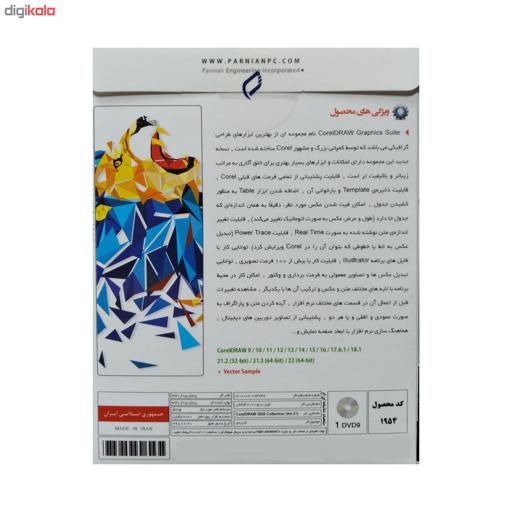 digikala
WWW.PARNIANPC.COM
Parnian Engineering Incorporated
ویژگی های محصول
CorelDRAW Graphics Suite نام مجموعه ای از بهترین ابزارهای طراحی
گرافیکی می باشد که توسط کمپانی بزرگ و مشهور Corel ساخته شده است . نسخه
جدید این مجموعه دارای امکانات و ابزارهای بسیار بهتری برای خلق آثاری به مراتب
زیباتر و باکیفیت تر است . قابلیت پشتیبانی از تمامی فرمت های قبلی Corel ,
قابلیت ذخیره‌ی Template و بازخوانی آن , اضافه شدن ابزار Table به منظور
کشیدن جدول , امکان فیت شدن عکس مورد نظر، دقیقا به همان اندازه‌ای که
جدول جا دارد (طول و عرض عکس به صورت اتوماتیک تغییر می‌کند) , قابلیت تغییر
اندازه‌ی متن نوشته شده به صورت Real Time , قابلیت Power Trace (تبدیل
عکس به خط یا خطوطی که بتوان آن را در Corel ویرایش کرد) توانایی کار با
فایل های برنامه illustrator , قابلیت کار با بیش از ۱۰۰ فرمت تصویری , توانایی
تبدیل عکس ها و تصاویر معمولی به فرمت برداری و وکتور , امکان کار در محیط
برنامه با لایه های مختلف متن و عکس و ترکیب آن ها با یکدیگر , مشاهده تغییرات
قبل از اعمال آن در قسمت های مختلف نرم افزار , آیده کردن متن و پاراگراف به
صورت عمودی و افقی و یا هر دو , پشتیبانی از تصاویر دوربین های دیجیتال ,
هماهنگ سازی نرم افزار با ابعاد صفحه نمایش و...
CorelDRAW 9 / 10 / 11 / 12 / 13 / 14 / 15 / 16 / 17.6.1 / 18.1
21.2 (32-bit) / 21.3 (64-bit) / 22 (64-bit)
+ Vector Sample
کد محصول
۱۹۵۴
1 DVD9
CorelDRAW 2020 Collection (Ver.31)
جمهوری اسلامی ایران
MADE IN IRAN